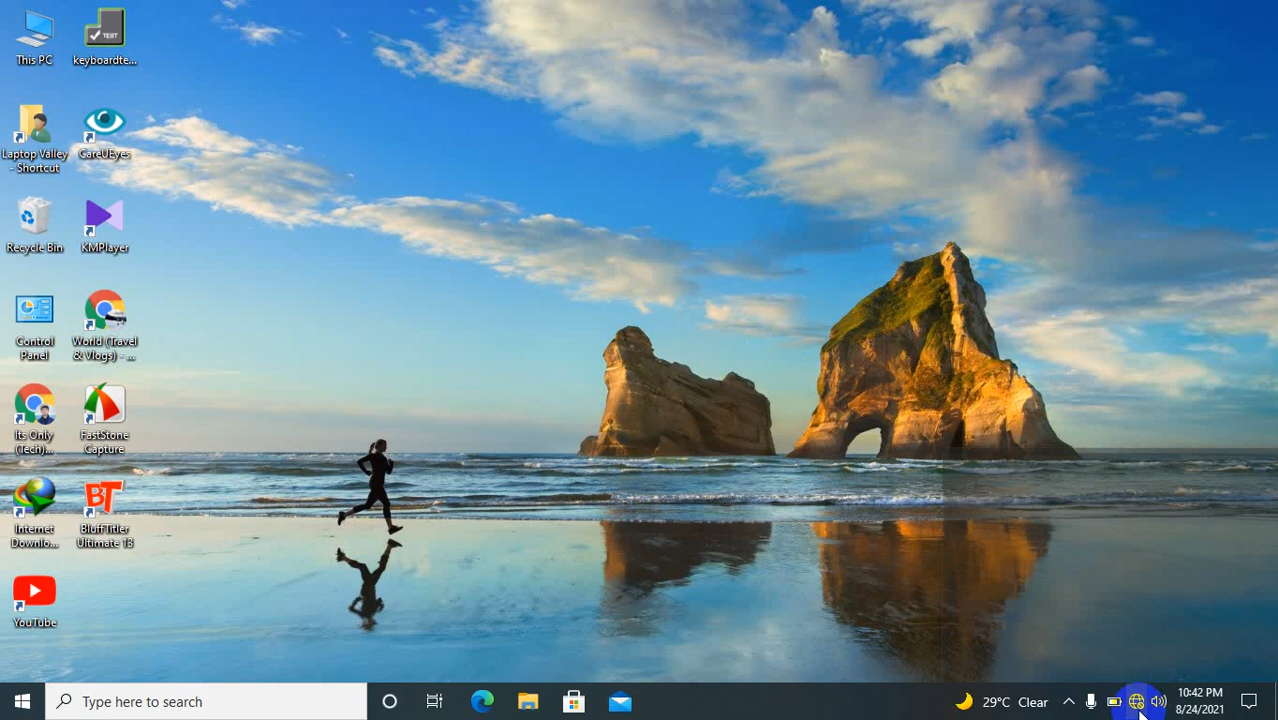 This PC
keyboardte...
TEST
Laptop Valley
- Shortcut
CareUEyes
Recycle Bin
KMPlayer
Control
Panel
World (Travel
& Vlogs) - ...
Its Only
(Tech)...
FastStone
Capture
Internet
Downlo...
BT
BluffTitler
Ultimate 13
YouTube
Type here to search
29°C Clear
10:42 PM
8/24/2021